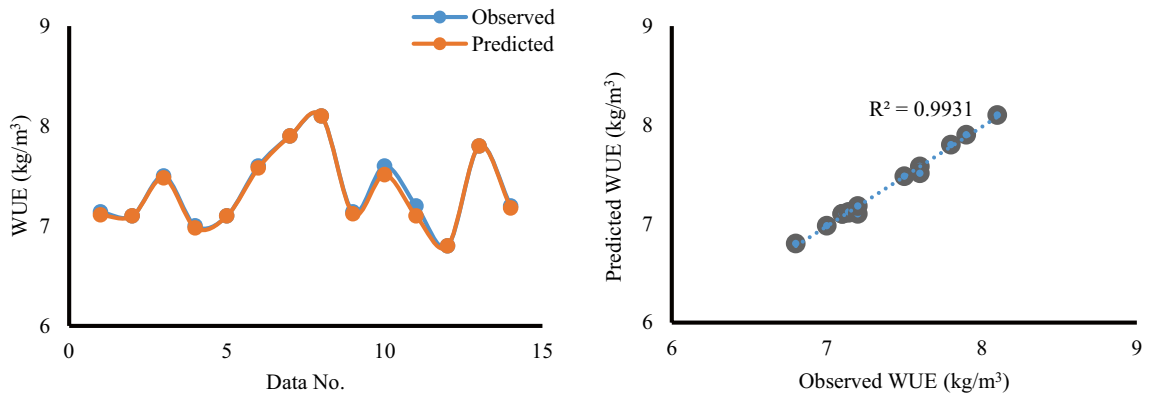 Observed
Predicted
9
8
7
6
WUE (kg/m³)
0
5
10
15
Data No.
9
8
7
6
Predicted WUE (kg/m³)
R² = 0.9931
6
7
8
9
Observed WUE (kg/m³)